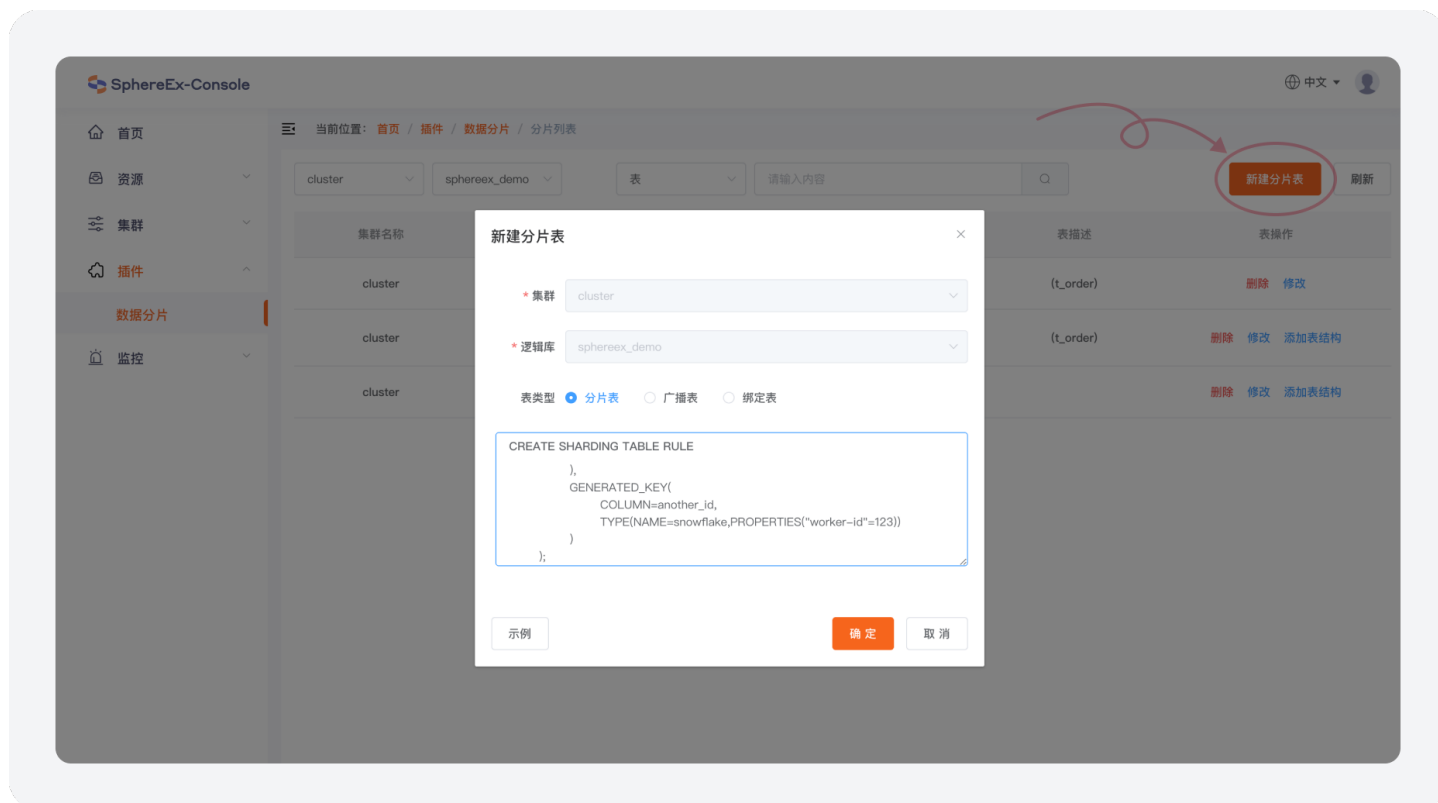 SphereEx-Console
中文
首页
资源
集群
插件
数据分片
监控
当前位置： 首页 / 插件 / 数据分片 / 分片列表
cluster sphereex_demo 表 请输入内容 新建分片表 刷新
集群名称 表描述 表操作
cluster (t_order) 删除 修改
cluster (t_order) 删除 修改 添加表结构
cluster 删除 修改 添加表结构
新建分片表
* 集群 cluster
* 逻辑库 sphereex_demo
表类型 分片表 广播表 绑定表
CREATE SHARDING TABLE RULE
),
GENERATED_KEY(
COLUMN=another_id,
TYPE(NAME=snowflake,PROPERTIES("worker-id"=123))
)
);
示例 确 定 取 消